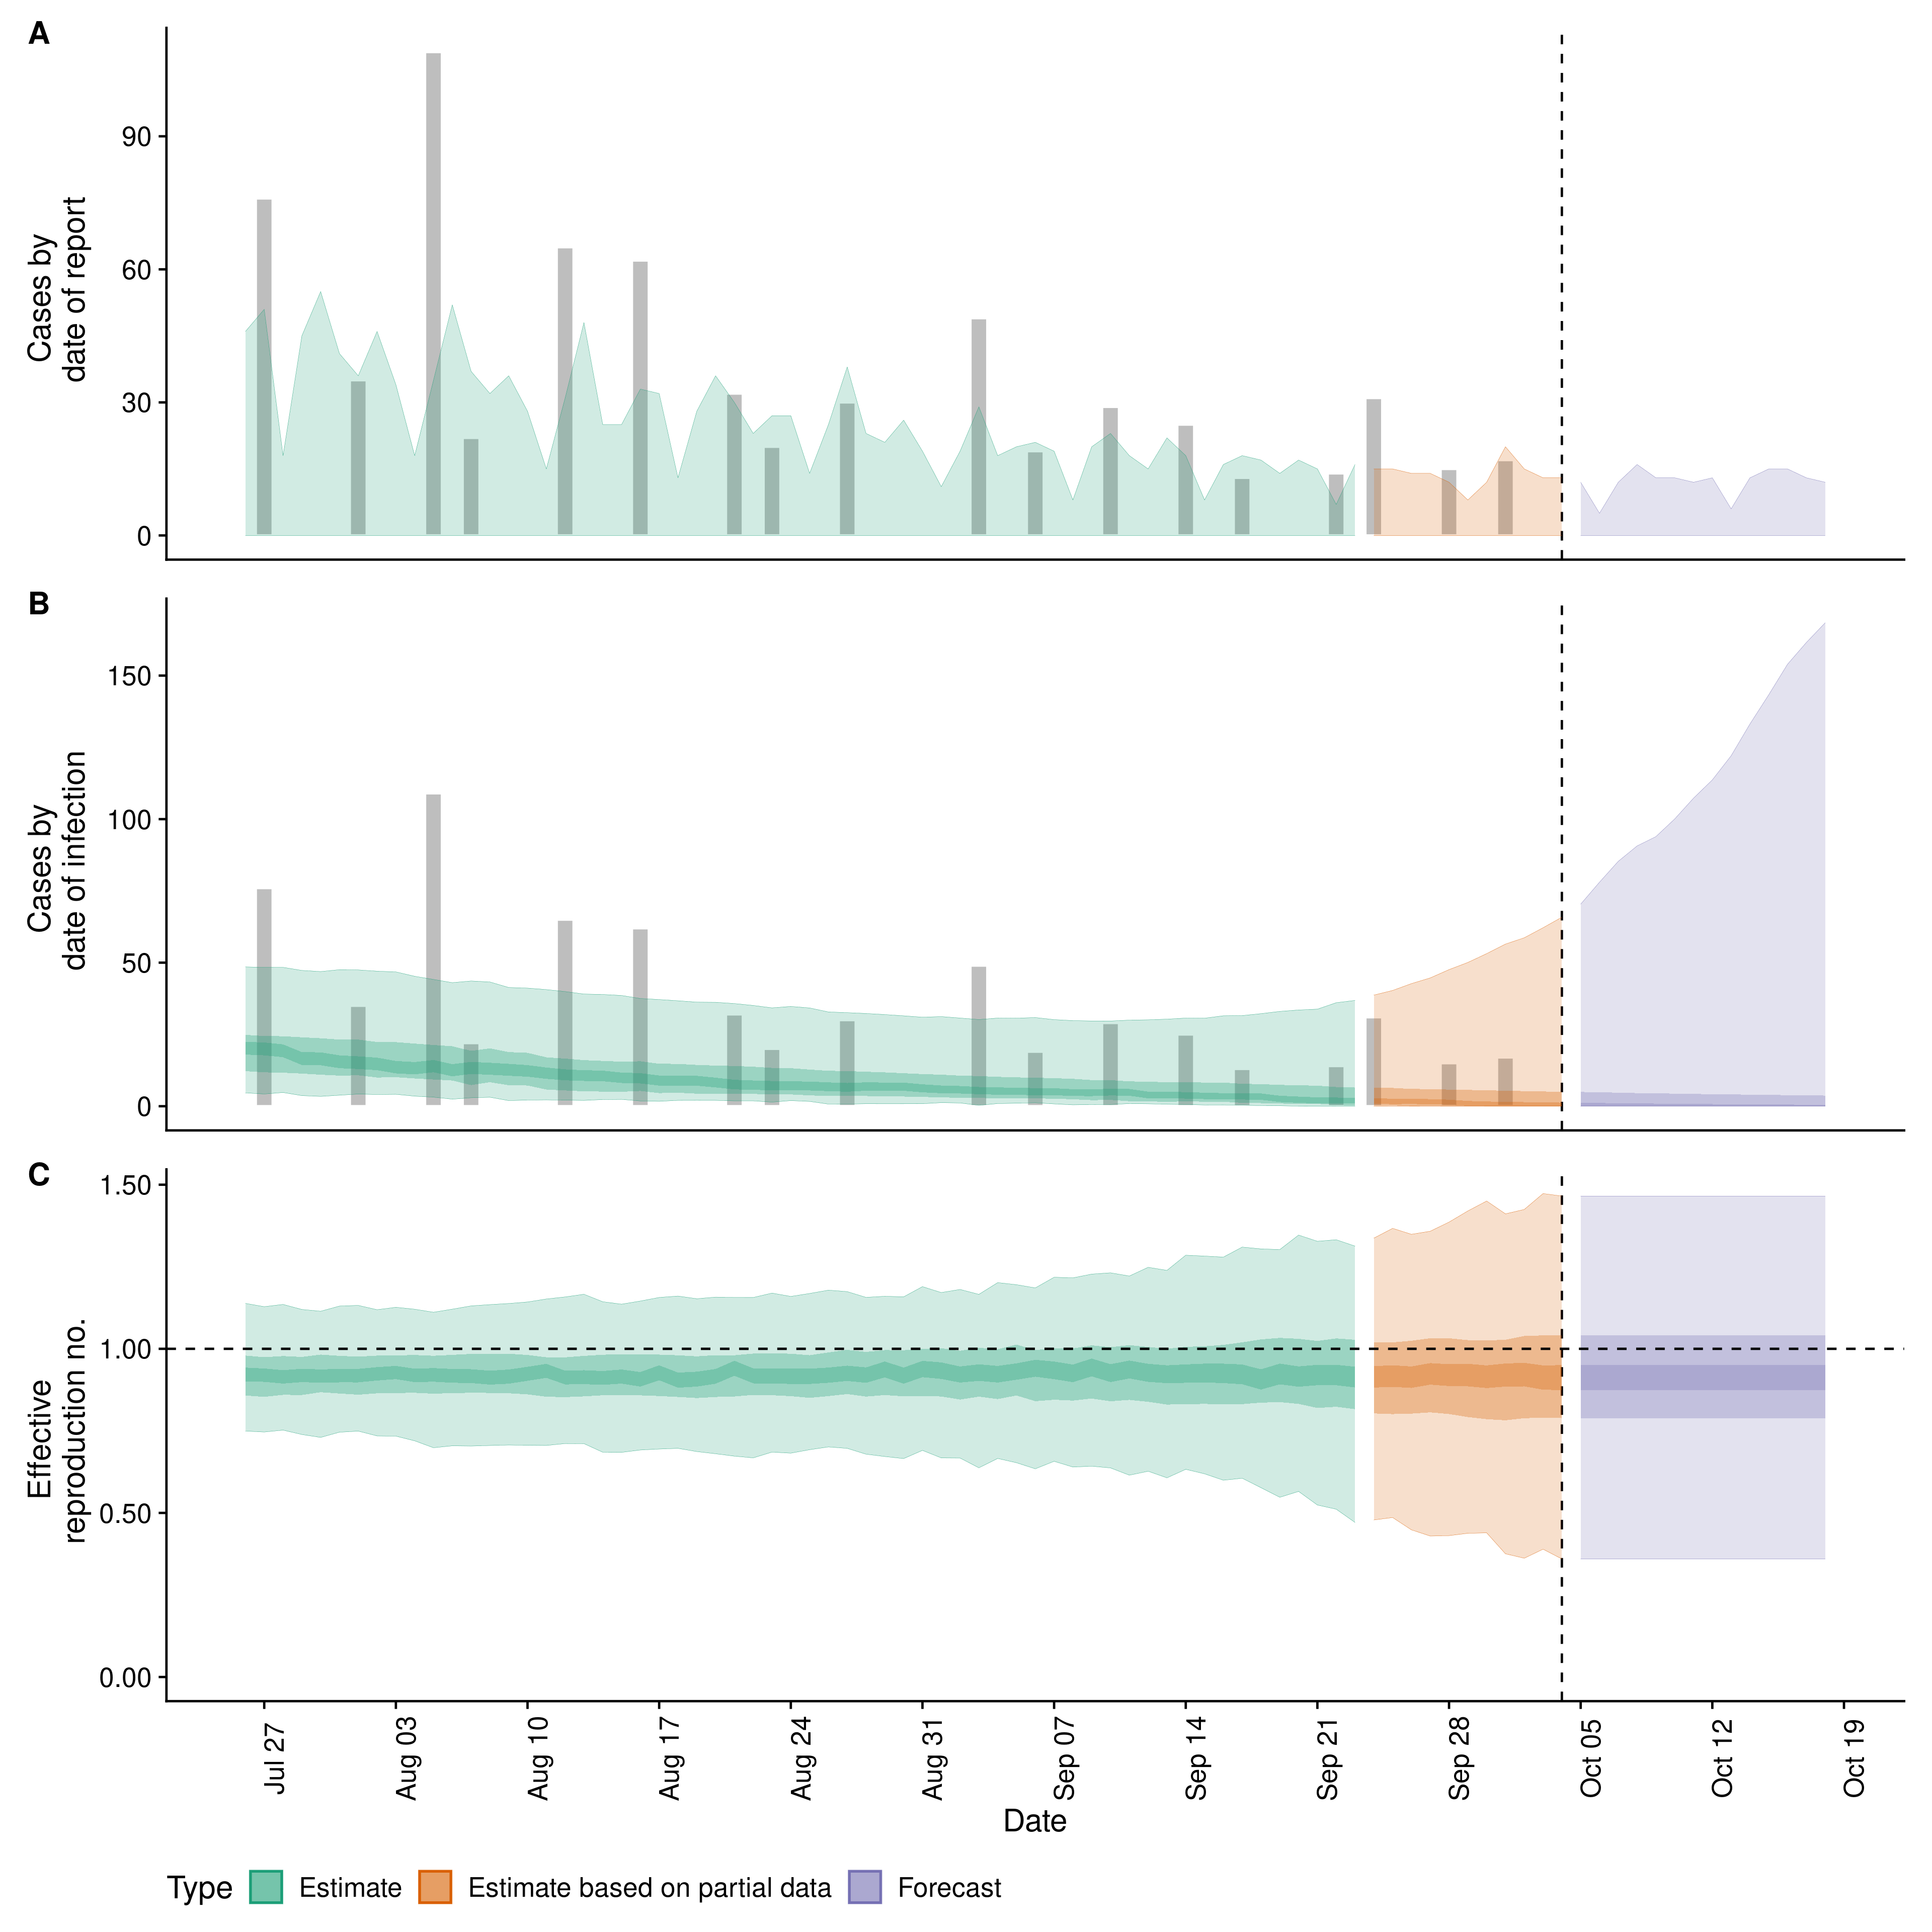 A
Cases by
date of report
90
60
30
0
B
Cases by
date of infection
150
100
50
0
C
Effective
reproduction no.
1.50
1.00
0.50
0.00
Jul 27
Aug 03
Aug 10
Aug 17
Aug 24
Aug 31
Sep 07
Sep 14
Sep 21
Sep 28
Oct 05
Oct 12
Oct 19
Date
Type Estimate Estimate based on partial data Forecast